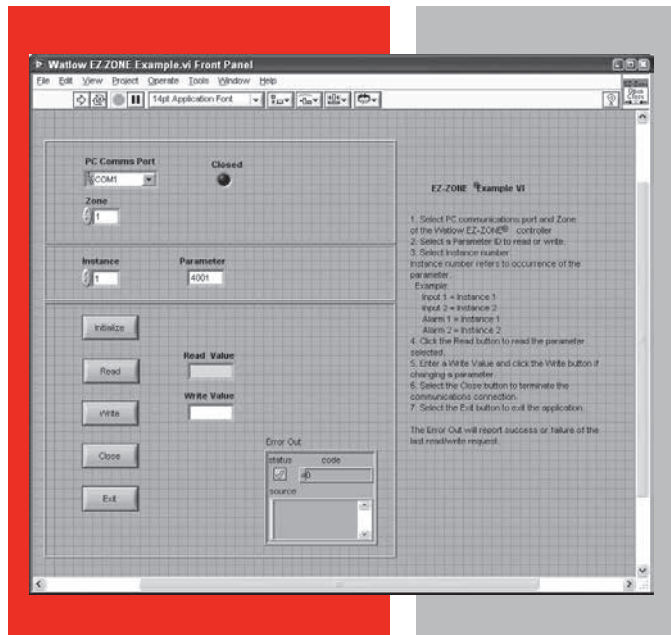 Watlow EZ-ZONE Example.vi Front Panel
File Edit View Project Operate Tools Window Help
14pt Application Font
PC Comms Port
Closed
COM1
Zone
1
Instance
Parameter
1
4001
Initialize
Read
Read Value
Write
Write Value
Close
Exit
Error Out
status code
0
source
EZ-ZONE ® Example VI
1. Select PC communications port and Zone
of the Watlow EZ-ZONE® controller
2. Select a Parameter ID to read or write.
3. Select Instance number.
Instance number refers to occurrence of the
parameter.
Example:
Input 1 = Instance 1
Input 2 = Instance 2
Alarm 1 = Instance 1
Alarm 2 = Instance 2
4. Click the Read button to read the parameter
selected.
5. Enter a Write Value and click the Write button if
changing a parameter.
6. Select the Close button to terminate the
communications connection.
7. Select the Exit button to exit the application.
The Error Out will report success or failure of the
last read/write request.